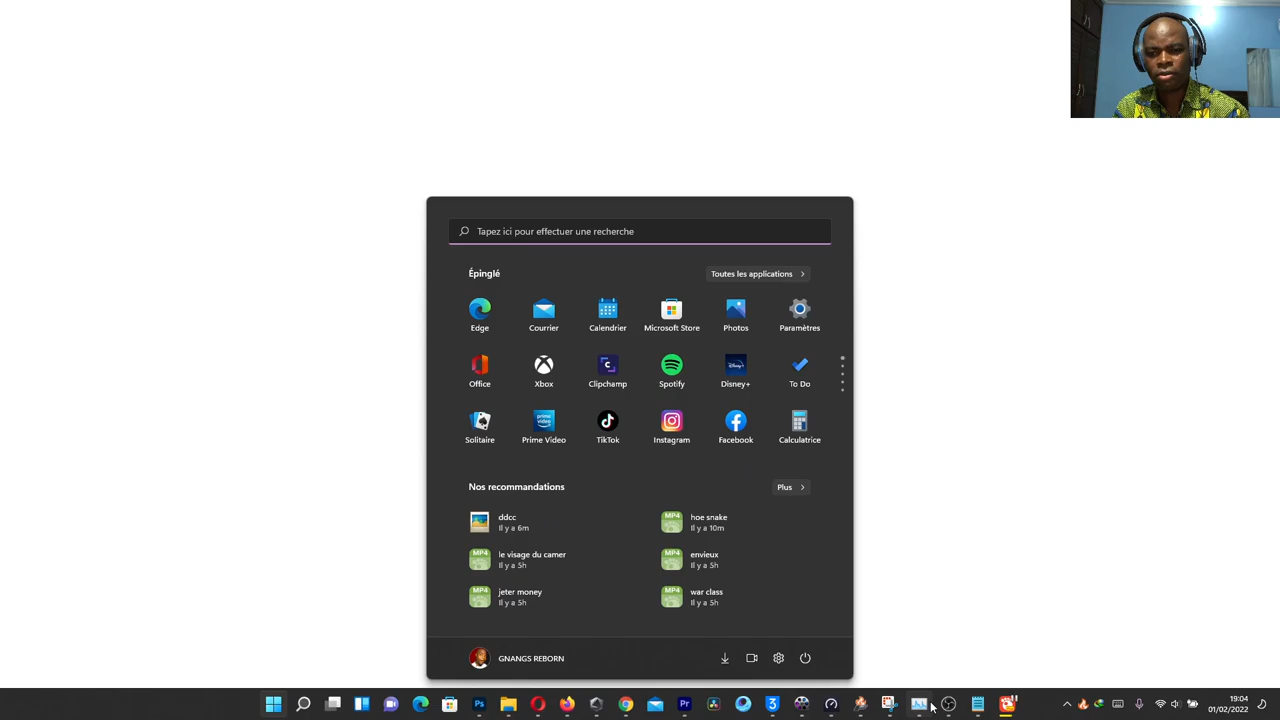 Tapez ici pour effectuer une recherche
Épinglé
Toutes les applications
Edge
Courrier
Calendrier
Microsoft Store
Photos
Paramètres
Office
Xbox
Clipchamp
Spotify
Disney+
To Do
Solitaire
Prime Video
TikTok
Instagram
Facebook
Calculatrice
Nos recommandations
Plus
ddcc
Il y a 6m
hoe snake
Il y a 10m
le visage du camer
Il y a 5h
envieux
Il y a 5h
jeter money
Il y a 5h
war class
Il y a 5h
GNANGS REBORN
19:04
01/02/2022